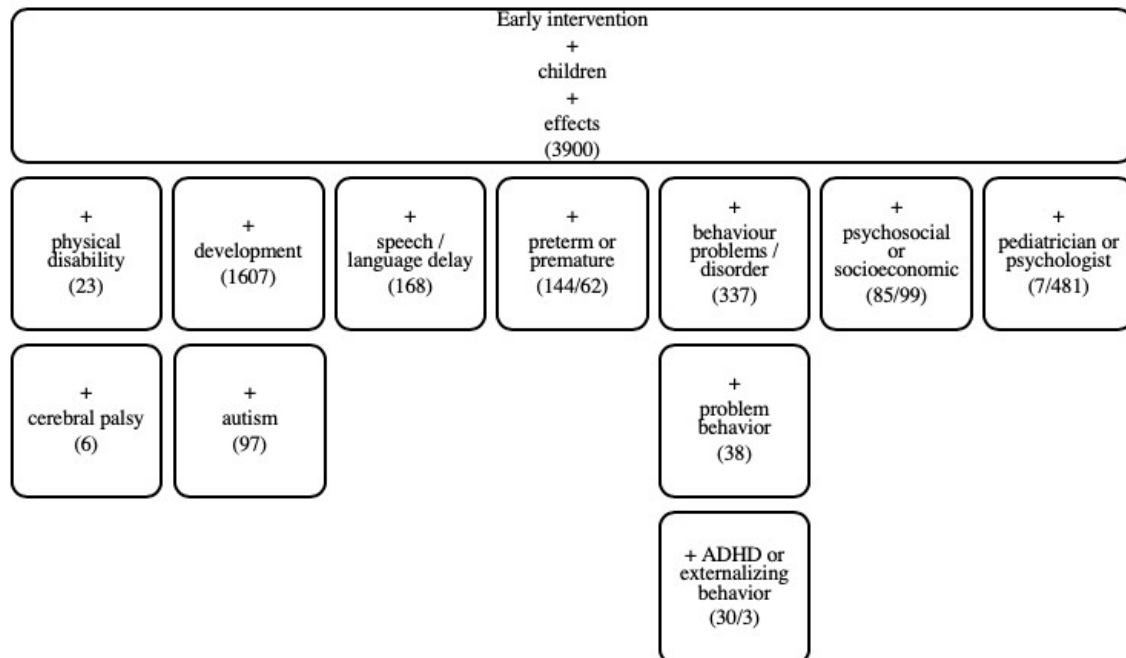 Early intervention
+
children
+
effects
(3900)
+
physical
disability
(23)
+
development
(1607)
+
speech /
language delay
(168)
+
preterm or
premature
(144/62)
+
behaviour
problems /
disorder
(337)
+
psychosocial
or
socioeconomic
(85/99)
+
pediatrician or
psychologist
(7/481)
+
cerebral palsy
(6)
+
autism
(97)
+
problem
behavior
(38)
+ ADHD or
externalizing
behavior
(30/3)